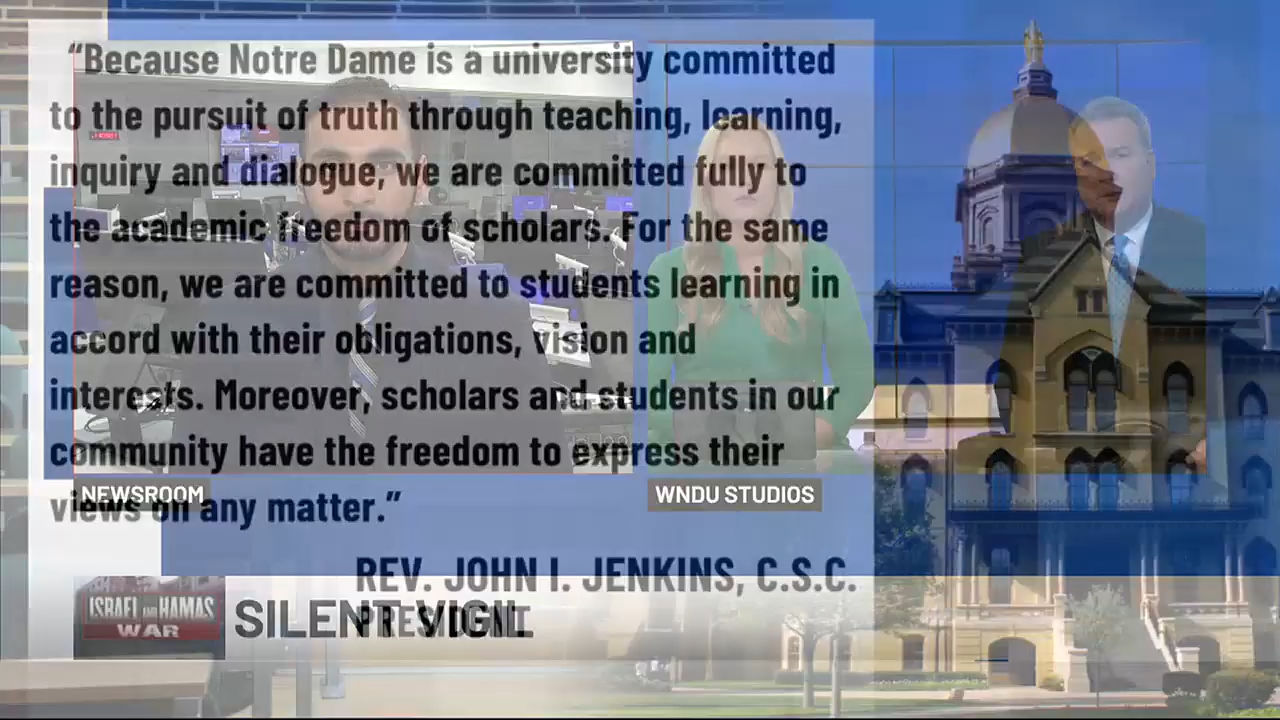 “Because Notre Dame is a university committed
to the pursuit of truth through teaching, learning,
inquiry and dialogue, we are committed fully to
the academic freedom of scholars. For the same
reason, we are committed to students learning in
accord with their obligations, vision and
interests. Moreover, scholars and students in our
community have the freedom to express their
views on any matter.”
NEWSROOM
WNDU STUDIOS
REV. JOHN I. JENKINS, C.S.C.
PRESIDENT
ISRAEL AND HAMAS
WAR
SILENT VIGIL